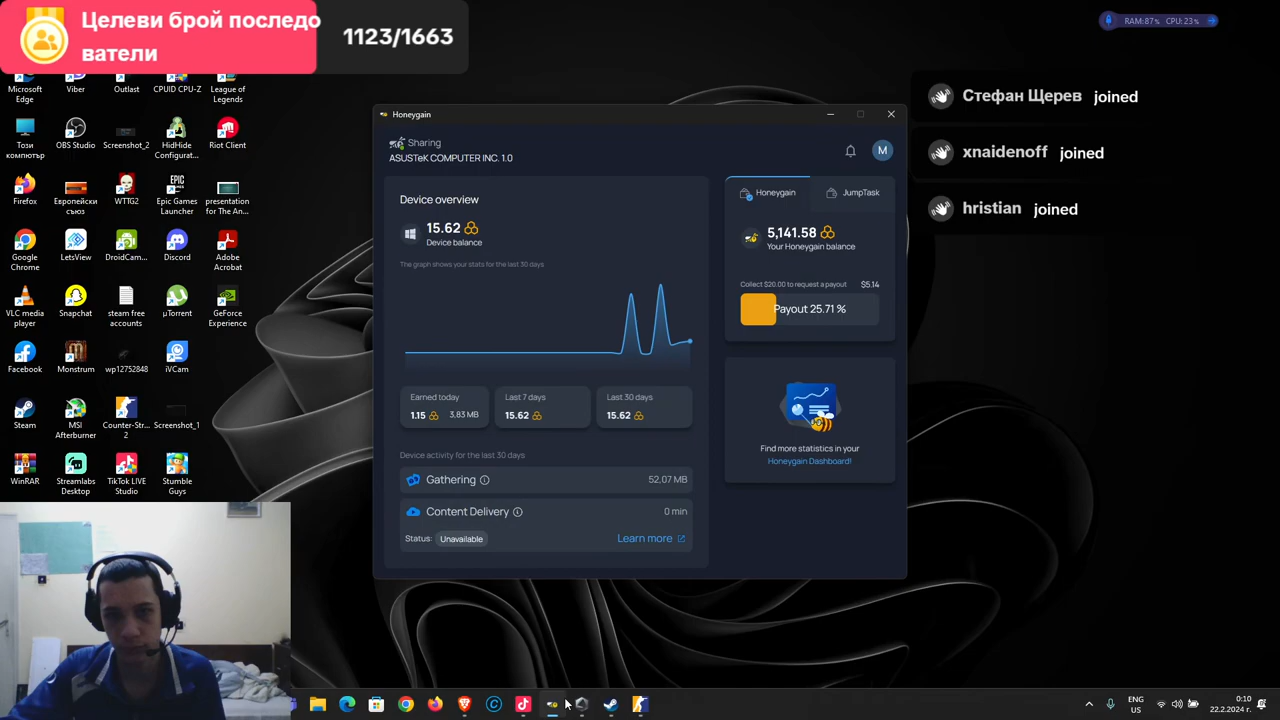 Целеви брой последо
ватели
1123/1663
RAM:87% CPU:23%
Стефан Щерев joined
xnaidenoff joined
hristian joined
Microsoft Edge
Viber
Outlast
CPUID CPU-Z
League of Legends
Този компютър
OBS Studio
Screenshot_2
HidHide Configurat...
Riot Client
Firefox
Европейски съюз
WTTG2
Epic Games Launcher
presentation for The An...
Google Chrome
LetsView
DroidCam...
Discord
Adobe Acrobat
VLC media player
Snapchat
steam free accounts
µTorrent
GeForce Experience
Facebook
Monstrum
wp12752848
iVCam
Steam
MSI Afterburner
Counter-Str... 2
Screenshot_1
WinRAR
Streamlabs Desktop
TikTok LIVE Studio
Stumble Guys
Honeygain
Sharing
ASUSTeK COMPUTER INC. 1.0
M
Device overview
15.62
Device balance
The graph shows your stats for the last 30 days
Earned today
1.15 3,83 MB
Last 7 days
15.62
Last 30 days
15.62
Device activity for the last 30 days
Gathering 52,07 MB
Content Delivery 0 min
Status: Unavailable Learn more
Honeygain JumpTask
5,141.58
Your Honeygain balance
Collect $20.00 to request a payout $5.14
Payout 25.71 %
Find more statistics in your
Honeygain Dashboard!
ENG
УС
0:10
22.2.2024 г.